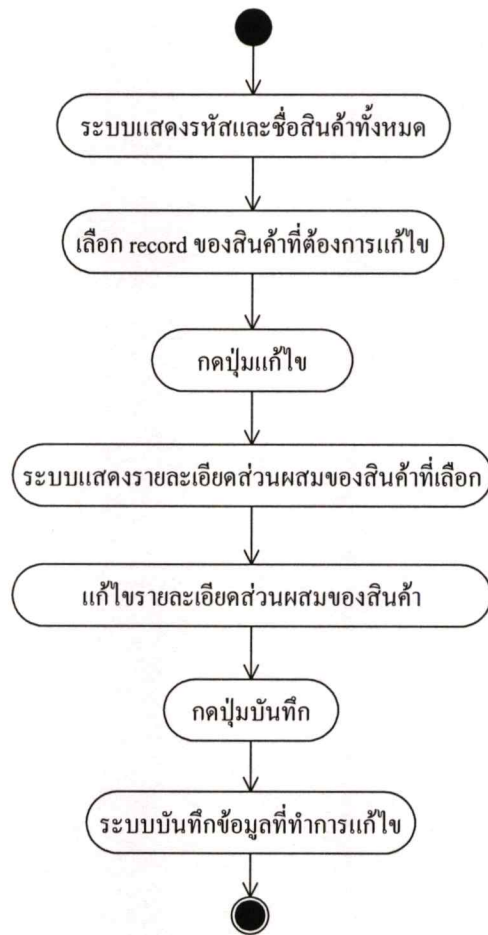 ระบบแสดงรหัสและชื่อสินค้าทั้งหมด
เลือก record ของสินค้าที่ต้องการแก้ไข
กดปุ่มแก้ไข
ระบบแสดงรายละเอียดส่วนผสมของสินค้าที่เลือก
แก้ไขรายละเอียดส่วนผสมของสินค้า
กดปุ่มบันทึก
ระบบบันทึกข้อมูลที่ทำการแก้ไข